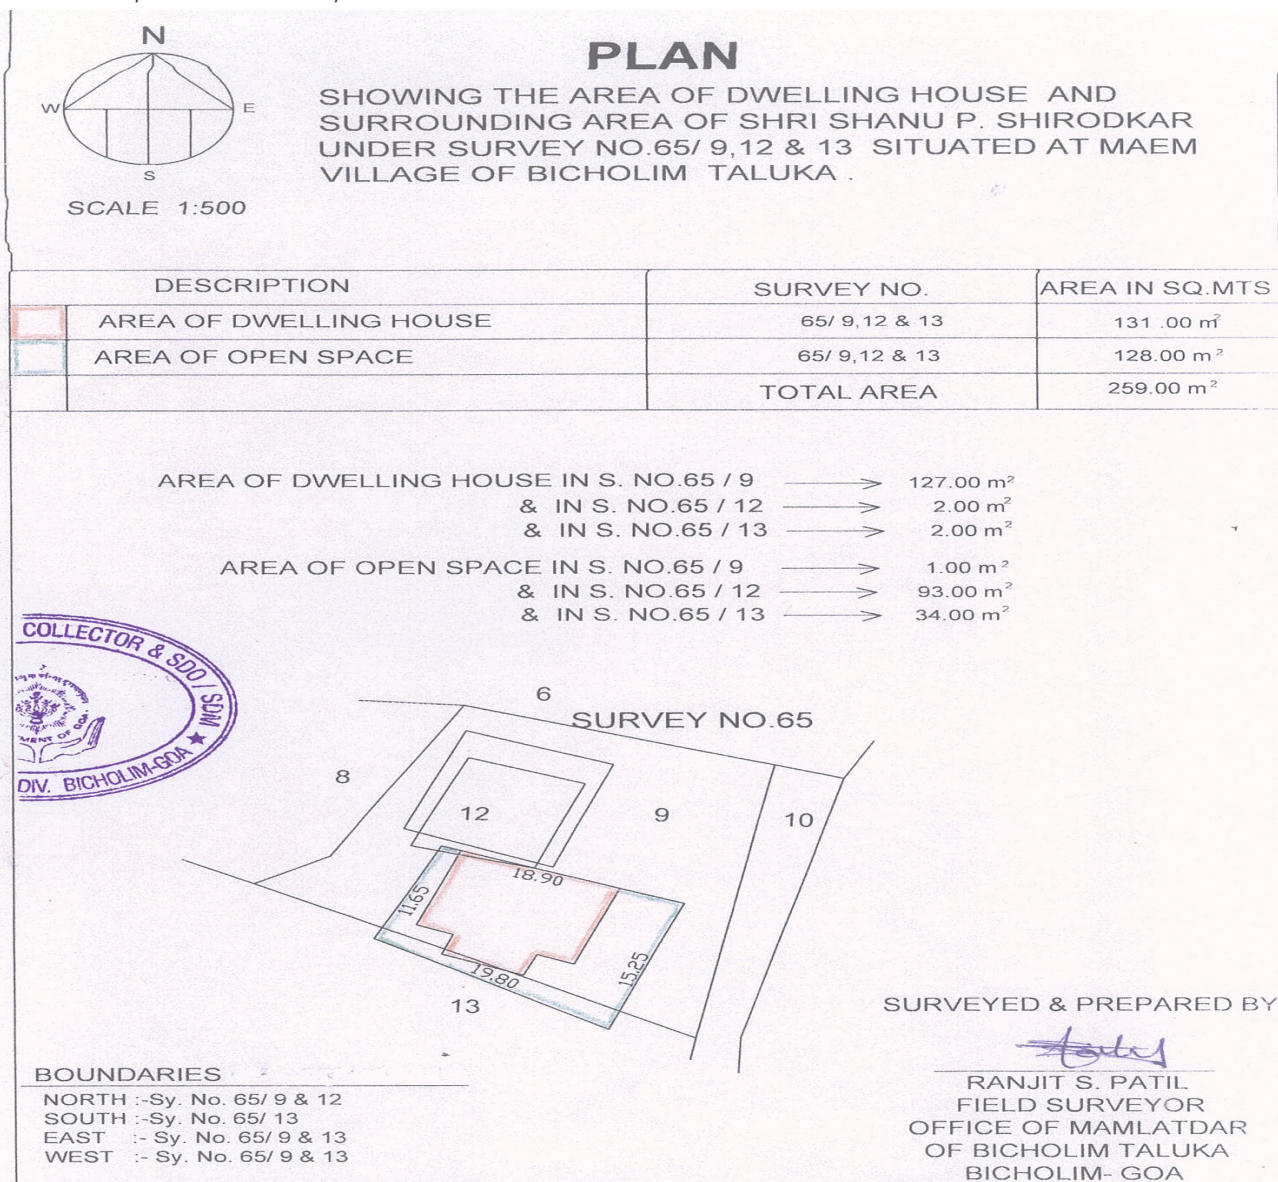 N
PLAN
W E
S
SCALE 1:500
SHOWING THE AREA OF DWELLING HOUSE AND
SURROUNDING AREA OF SHRI SHANU P. SHIRODKAR
UNDER SURVEY NO.65/ 9,12 & 13 SITUATED AT MAEM
VILLAGE OF BICHOLIM TALUKA .
DESCRIPTION SURVEY NO. AREA IN SQ.MTS
AREA OF DWELLING HOUSE 65/ 9,12 & 13 131 .00 m²
AREA OF OPEN SPACE 65/ 9,12 & 13 128.00 m²
TOTAL AREA 259.00 m²
AREA OF DWELLING HOUSE IN S. NO.65 / 9 127.00 m²
& IN S. NO.65 / 12 2.00 m²
& IN S. NO.65 / 13 2.00 m²
AREA OF OPEN SPACE IN S. NO.65 / 9 1.00 m²
& IN S. NO.65 / 12 93.00 m²
& IN S. NO.65 / 13 34.00 m²
COLLECTOR & SDO / SDM ★
DIV. BICHOLIM-GOA
6
SURVEY NO.65
8
12
9
10
18.90
11.65
19.80
15.25
13
BOUNDARIES
NORTH :-Sy. No. 65/ 9 & 12
SOUTH :-Sy. No. 65/ 13
EAST :- Sy. No. 65/ 9 & 13
WEST :- Sy. No. 65/ 9 & 13
SURVEYED & PREPARED BY
RANJIT S. PATIL
FIELD SURVEYOR
OFFICE OF MAMLATDAR
OF BICHOLIM TALUKA
BICHOLIM- GOA